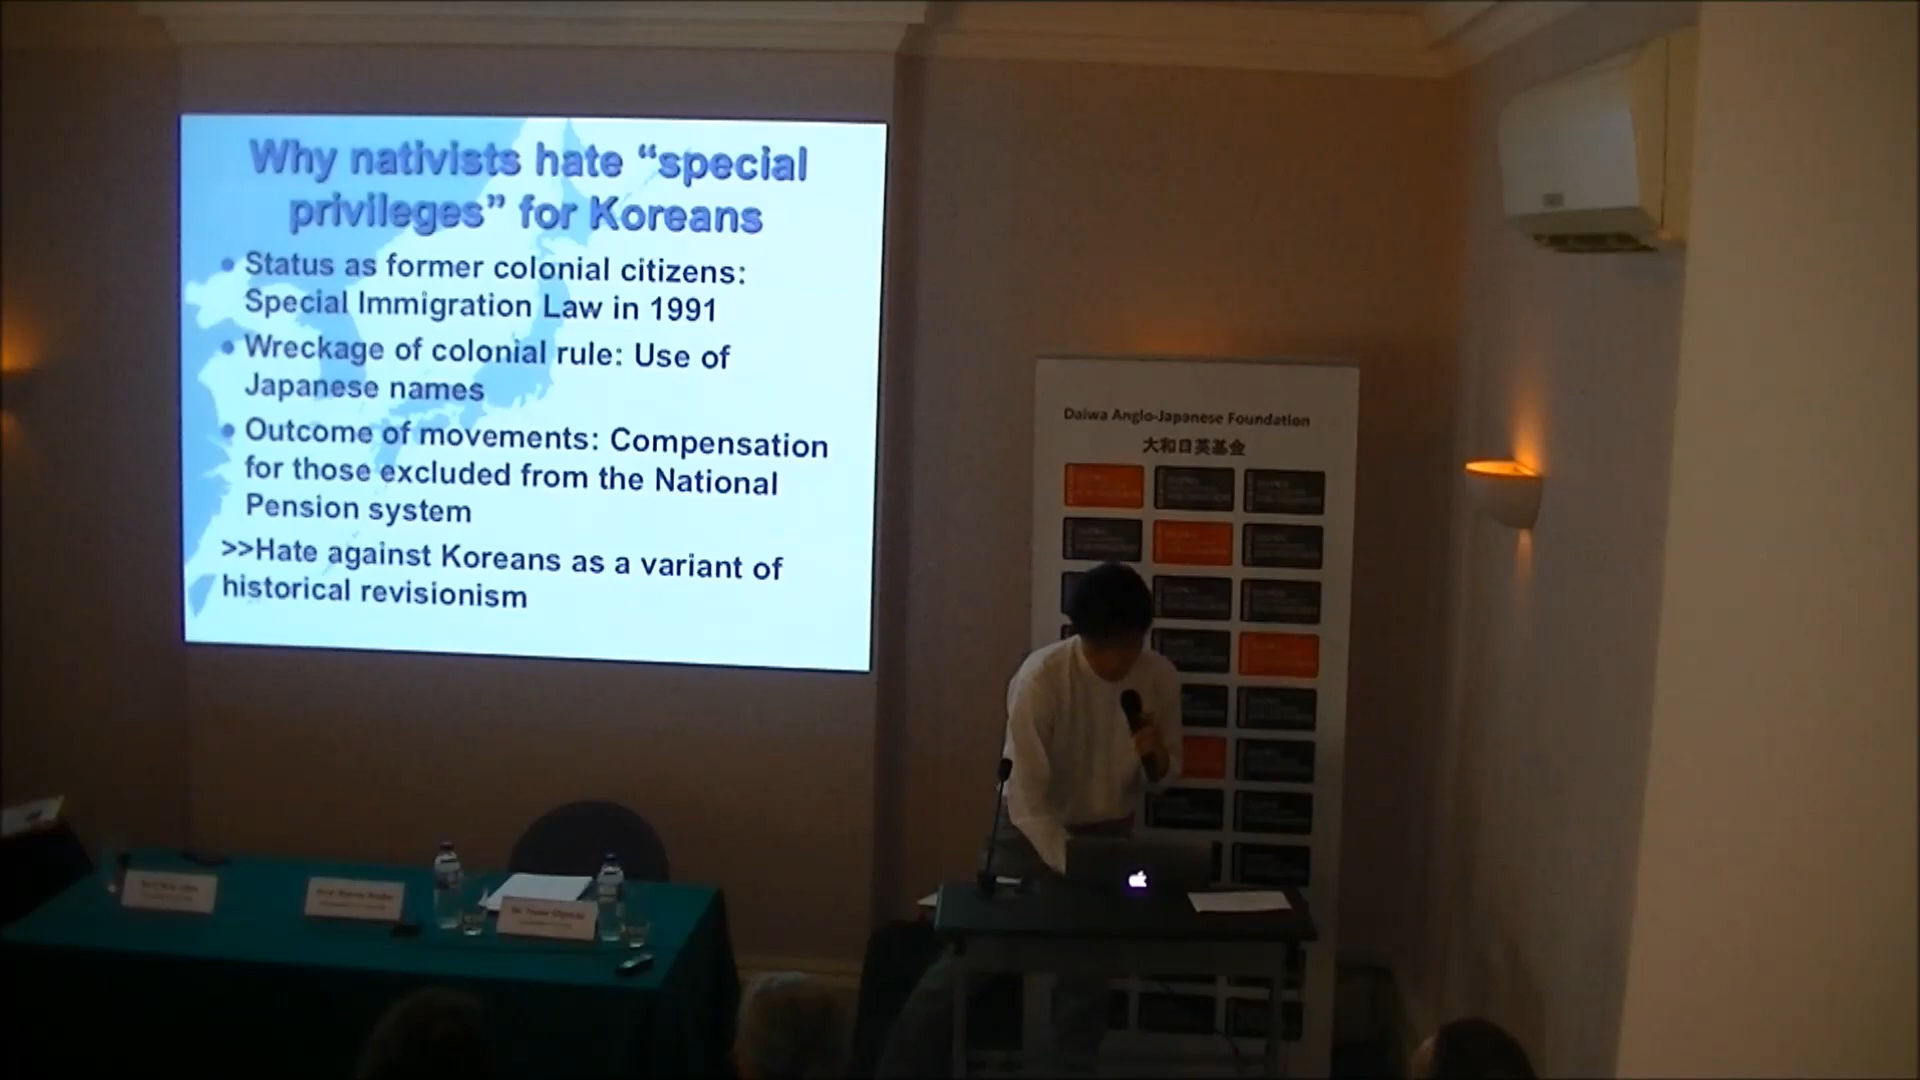 Why nativists hate “special
privileges” for Koreans
• Status as former colonial citizens:
Special Immigration Law in 1991
• Wreckage of colonial rule: Use of
Japanese names
• Outcome of movements: Compensation
for those excluded from the National
Pension system
>>Hate against Koreans as a variant of
historical revisionism
Daiwa Anglo-Japanese Foundation
大和日英基金